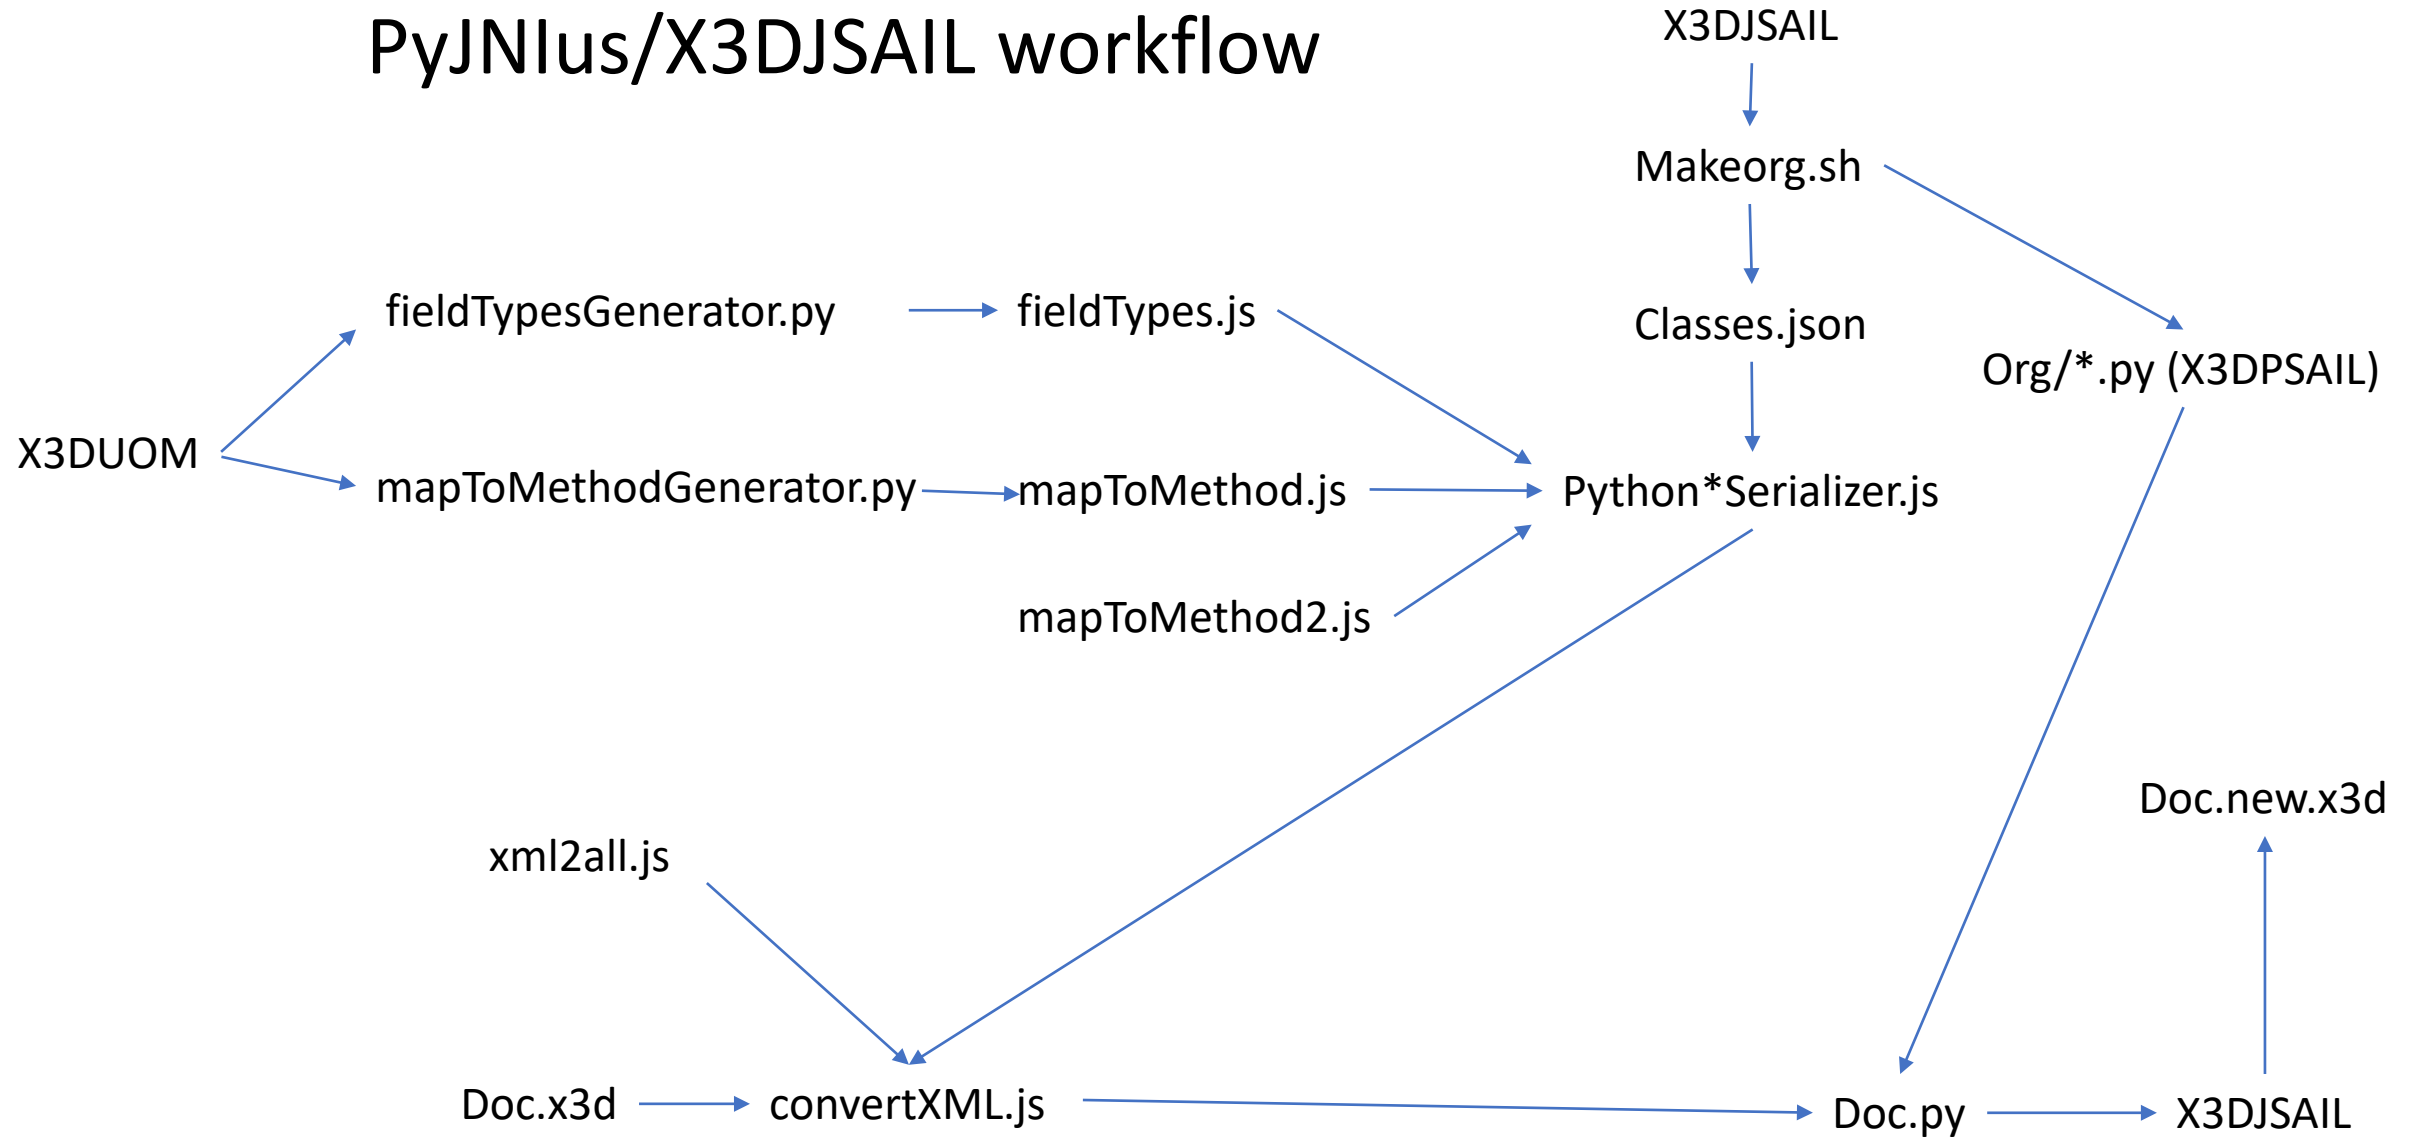 PyJNIus/X3DJSAIL workflow
X3DJSAIL
Makeorg.sh
fieldTypesGenerator.py
fieldTypes.js
Classes.json
Org/*.py (X3DPSAIL)
X3DUOM
mapToMethodGenerator.py
mapToMethod.js
Python*Serializer.js
mapToMethod2.js
Doc.new.x3d
xml2all.js
Doc.x3d
convertXML.js
Doc.py
X3DJSAIL